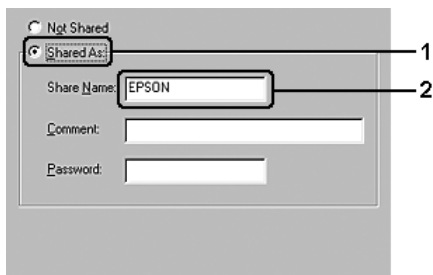 Not Shared
Shared As: 1
Share Name: EPSON 2
Comment:
Password: